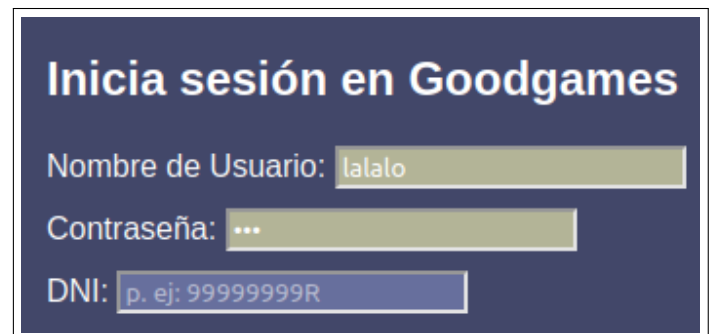 Inicia sesión en Goodgames
Nombre de Usuario: lalalo
Contraseña: •••
DNI: p. ej: 99999999R